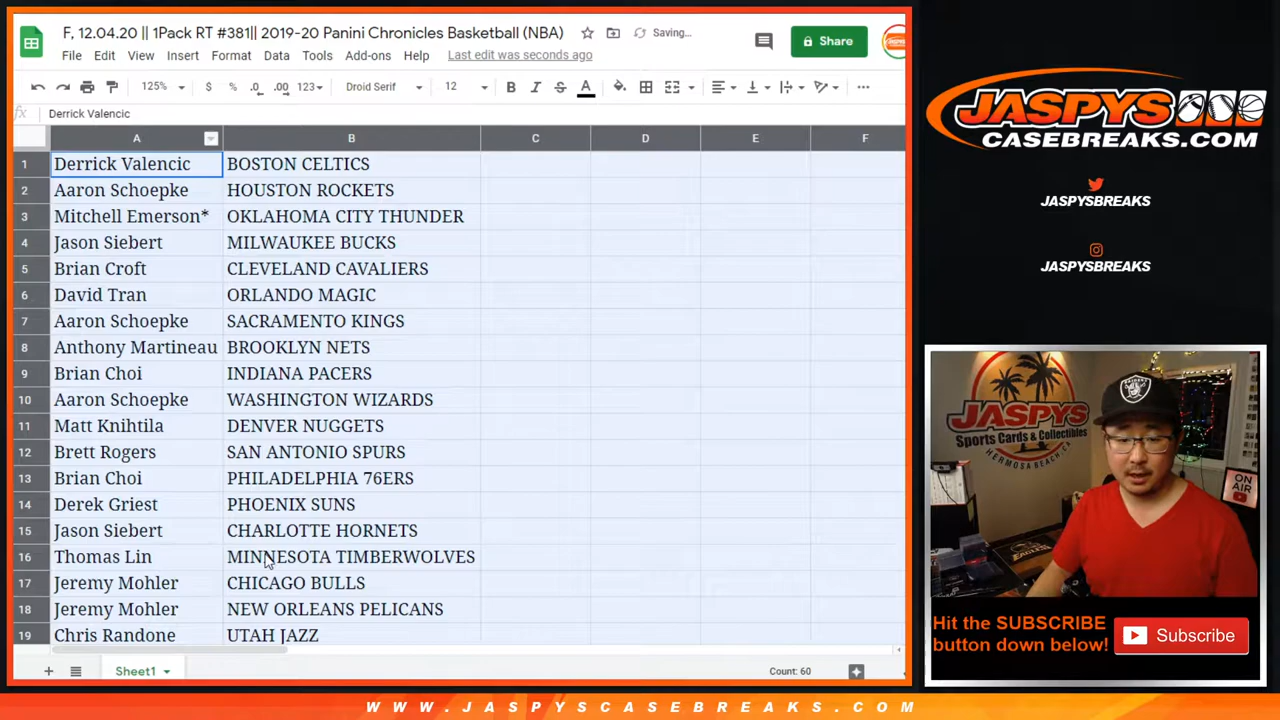 F, 12.04.20 || 1Pack RT #381|| 2019-20 Panini Chronicles Basketball (NBA) Saving...
File Edit View Insert Format Data Tools Add-ons Help Last edit was seconds ago
Share
125% $ % .0 .00 123 Droid Serif 12 B I S A
fx Derrick Valencic
A B C D E F
1 Derrick Valencic BOSTON CELTICS
2 Aaron Schoepke HOUSTON ROCKETS
3 Mitchell Emerson* OKLAHOMA CITY THUNDER
4 Jason Siebert MILWAUKEE BUCKS
5 Brian Croft CLEVELAND CAVALIERS
6 David Tran ORLANDO MAGIC
7 Aaron Schoepke SACRAMENTO KINGS
8 Anthony Martineau BROOKLYN NETS
9 Brian Choi INDIANA PACERS
10 Aaron Schoepke WASHINGTON WIZARDS
11 Matt Knihtila DENVER NUGGETS
12 Brett Rogers SAN ANTONIO SPURS
13 Brian Choi PHILADELPHIA 76ERS
14 Derek Griest PHOENIX SUNS
15 Jason Siebert CHARLOTTE HORNETS
16 Thomas Lin MINNESOTA TIMBERWOLVES
17 Jeremy Mohler CHICAGO BULLS
18 Jeremy Mohler NEW ORLEANS PELICANS
19 Chris Randone UTAH JAZZ
Sheet1 Count: 60
JASPYS
CASEBREAKS.COM
JASPYSBREAKS
JASPYSBREAKS
JASPYS
Sports Cards & Collectibles
HERMOSA BEACH, CA
RAIDERS
ON AIR
Hit the SUBSCRIBE
button down below!
Subscribe
WWW.JASPYSCASEBREAKS.COM